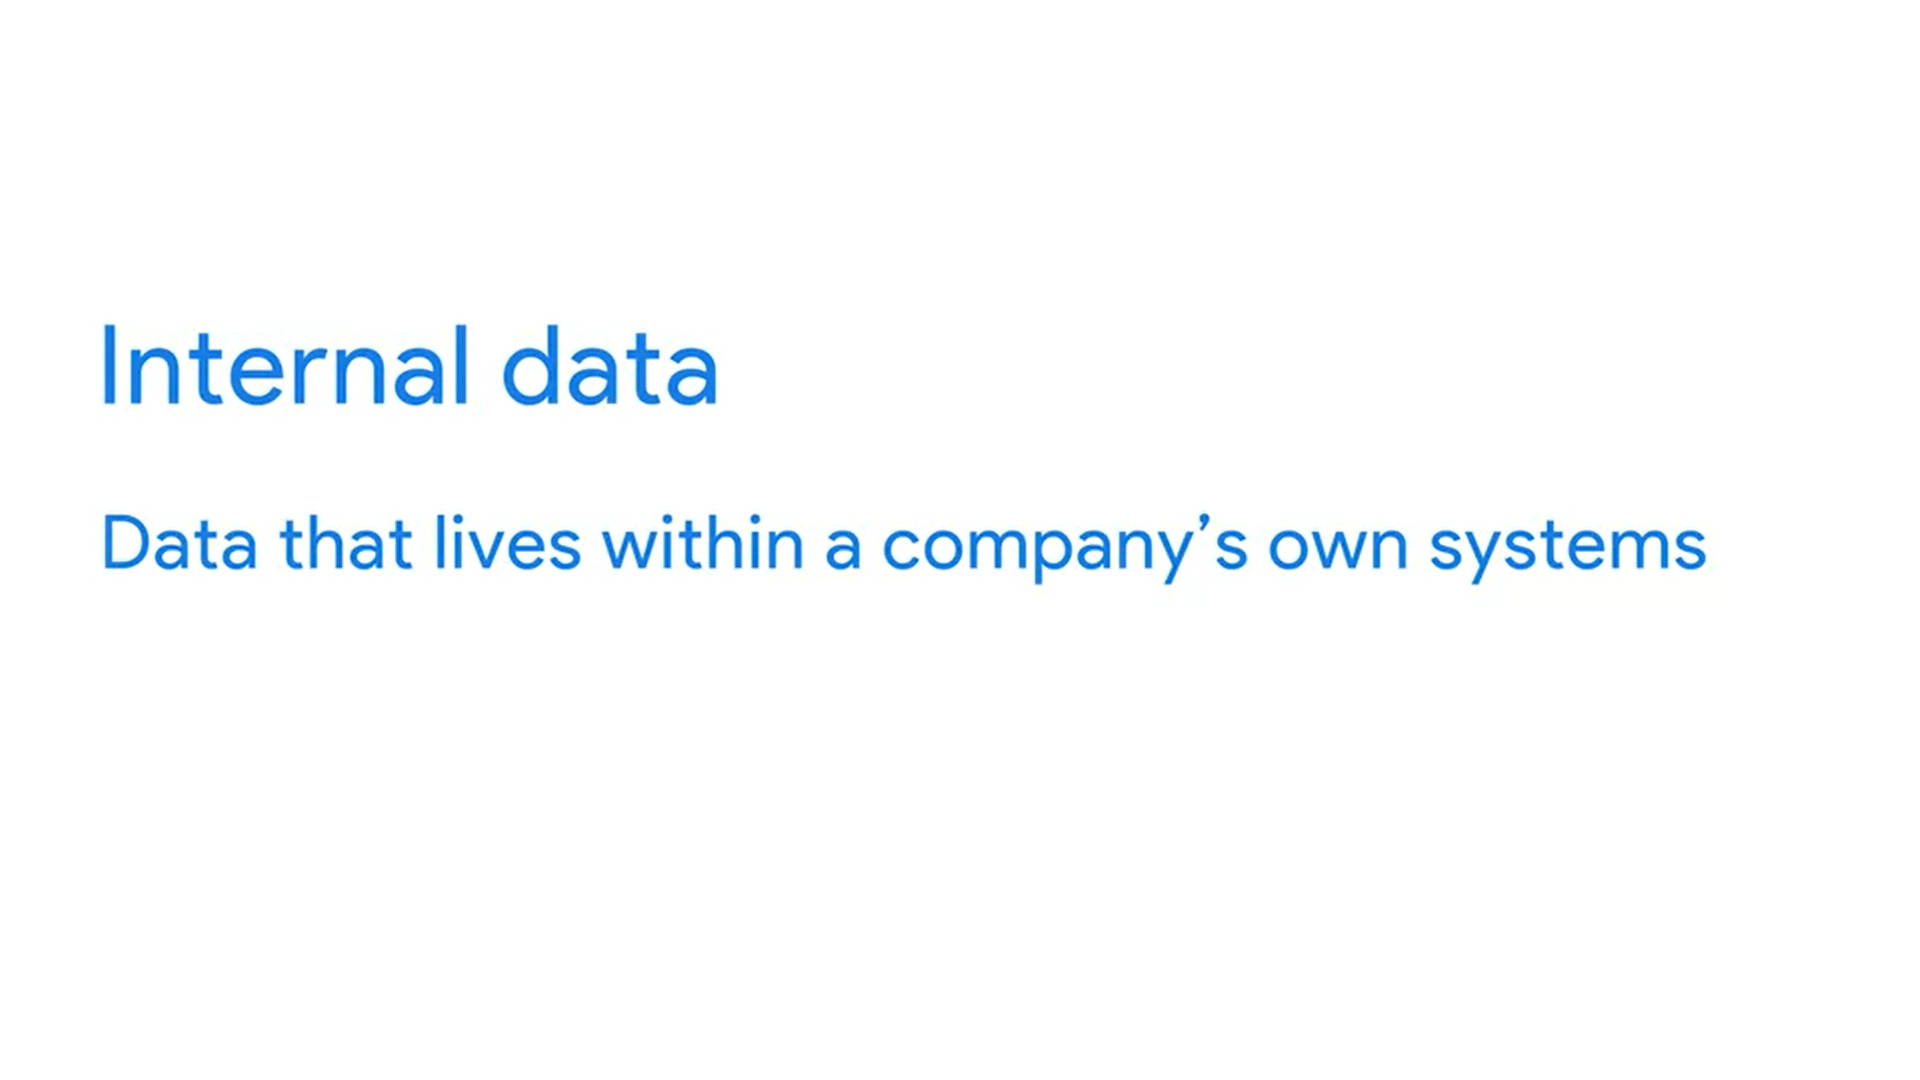 Internal data
Data that lives within a company’s own systems